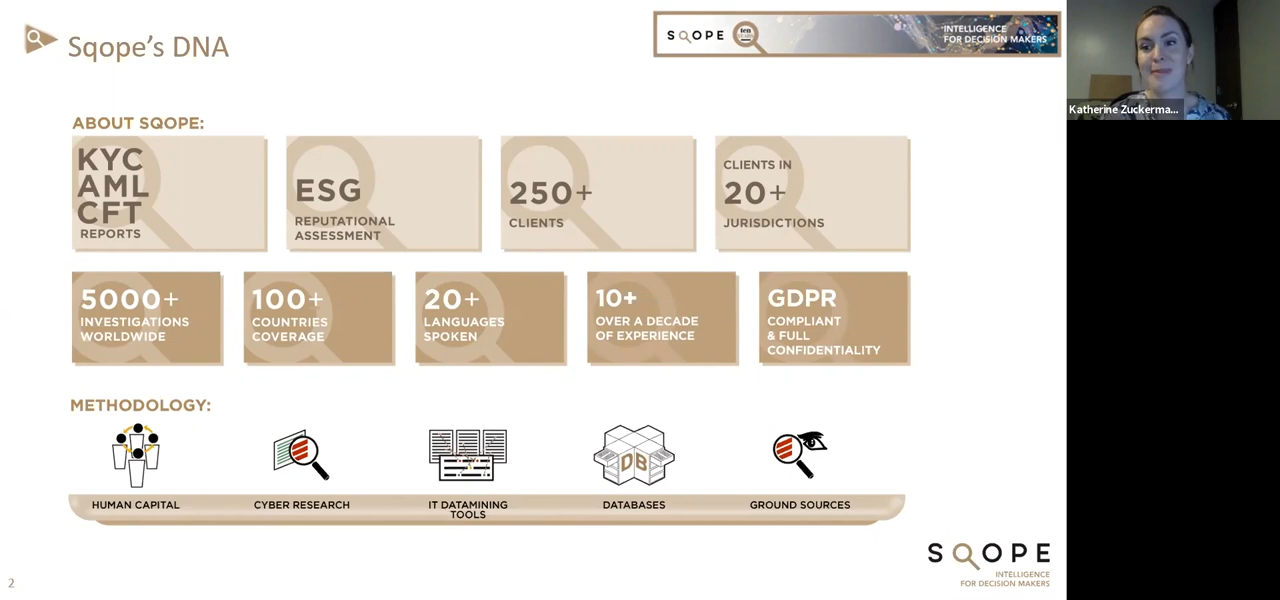 Sqope's DNA
SQOPE
ten
INTELLIGENCE
FOR DECISION MAKERS
Katherine Zuckerma...
ABOUT SQOPE:
KYC
AML
CFT
REPORTS
ESG
REPUTATIONAL
ASSESSMENT
250+
CLIENTS
CLIENTS IN
20+
JURISDICTIONS
5000+
INVESTIGATIONS
WORLDWIDE
100+
COUNTRIES
COVERAGE
20+
LANGUAGES
SPOKEN
10+
OVER A DECADE
OF EXPERIENCE
GDPR
COMPLIANT
& FULL
CONFIDENTIALITY
METHODOLOGY:
DB
HUMAN CAPITAL
CYBER RESEARCH
IT DATAMINING
TOOLS
DATABASES
GROUND SOURCES
SQOPE
INTELLIGENCE
FOR DECISION MAKERS
2